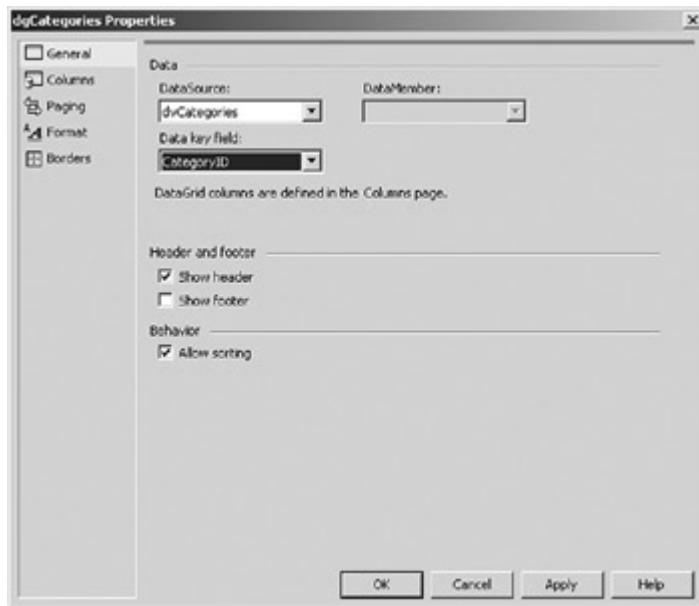 dgCategories Properties
General
Columns
Paging
Format
Borders
Data
DataSource:
DataMember:
dvCategories
Data key field:
CategoryID
DataGrid columns are defined in the Columns page.
Header and footer
Show header
Show footer
Behavior
Allow sorting
OK
Cancel
Apply
Help